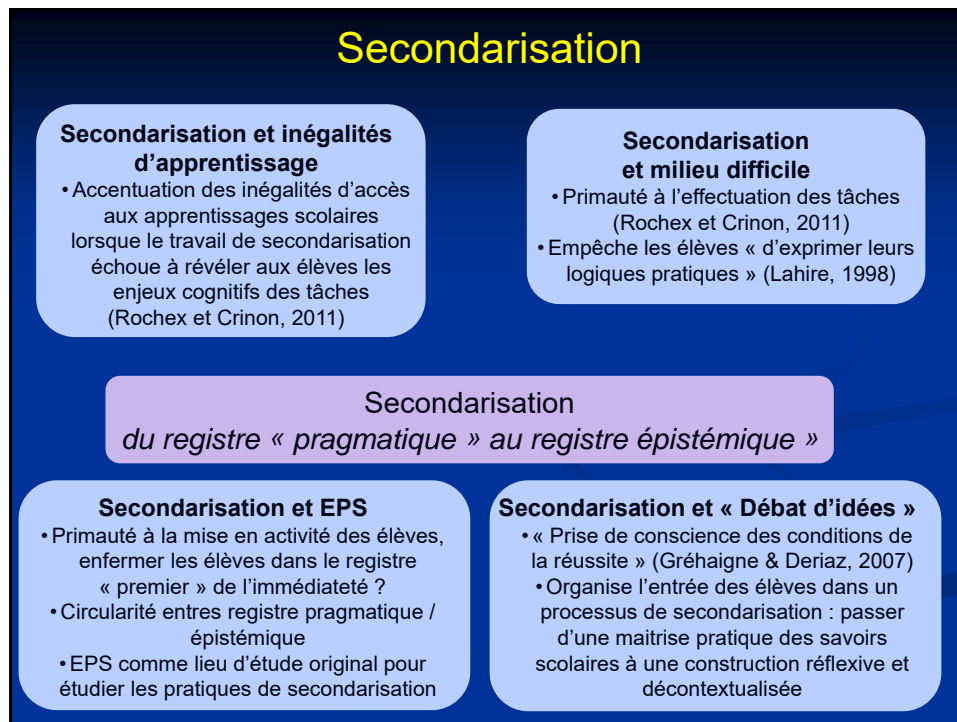 Secondarisation
Secondarisation et inégalités
d’apprentissage
• Accentuation des inégalités d’accès
aux apprentissages scolaires
lorsque le travail de secondarisation
échoue à révéler aux élèves les
enjeux cognitifs des tâches
(Rochex et Crinon, 2011)
Secondarisation
et milieu difficile
• Primauté à l’effectuation des tâches
(Rochex et Crinon, 2011)
• Empêche les élèves « d’exprimer leurs
logiques pratiques » (Lahire, 1998)
Secondarisation
du registre « pragmatique » au registre épistémique »
Secondarisation et EPS
• Primauté à la mise en activité des élèves,
enfermer les élèves dans le registre
« premier » de l’immédiateté ?
• Circularité entres registre pragmatique /
épistémique
• EPS comme lieu d’étude original pour
étudier les pratiques de secondarisation
Secondarisation et « Débat d’idées »
• « Prise de conscience des conditions de
la réussite » (Gréhaigne & Deriaz, 2007)
• Organise l’entrée des élèves dans un
processus de secondarisation : passer
d’une maitrise pratique des savoirs
scolaires à une construction réflexive et
décontextualisée